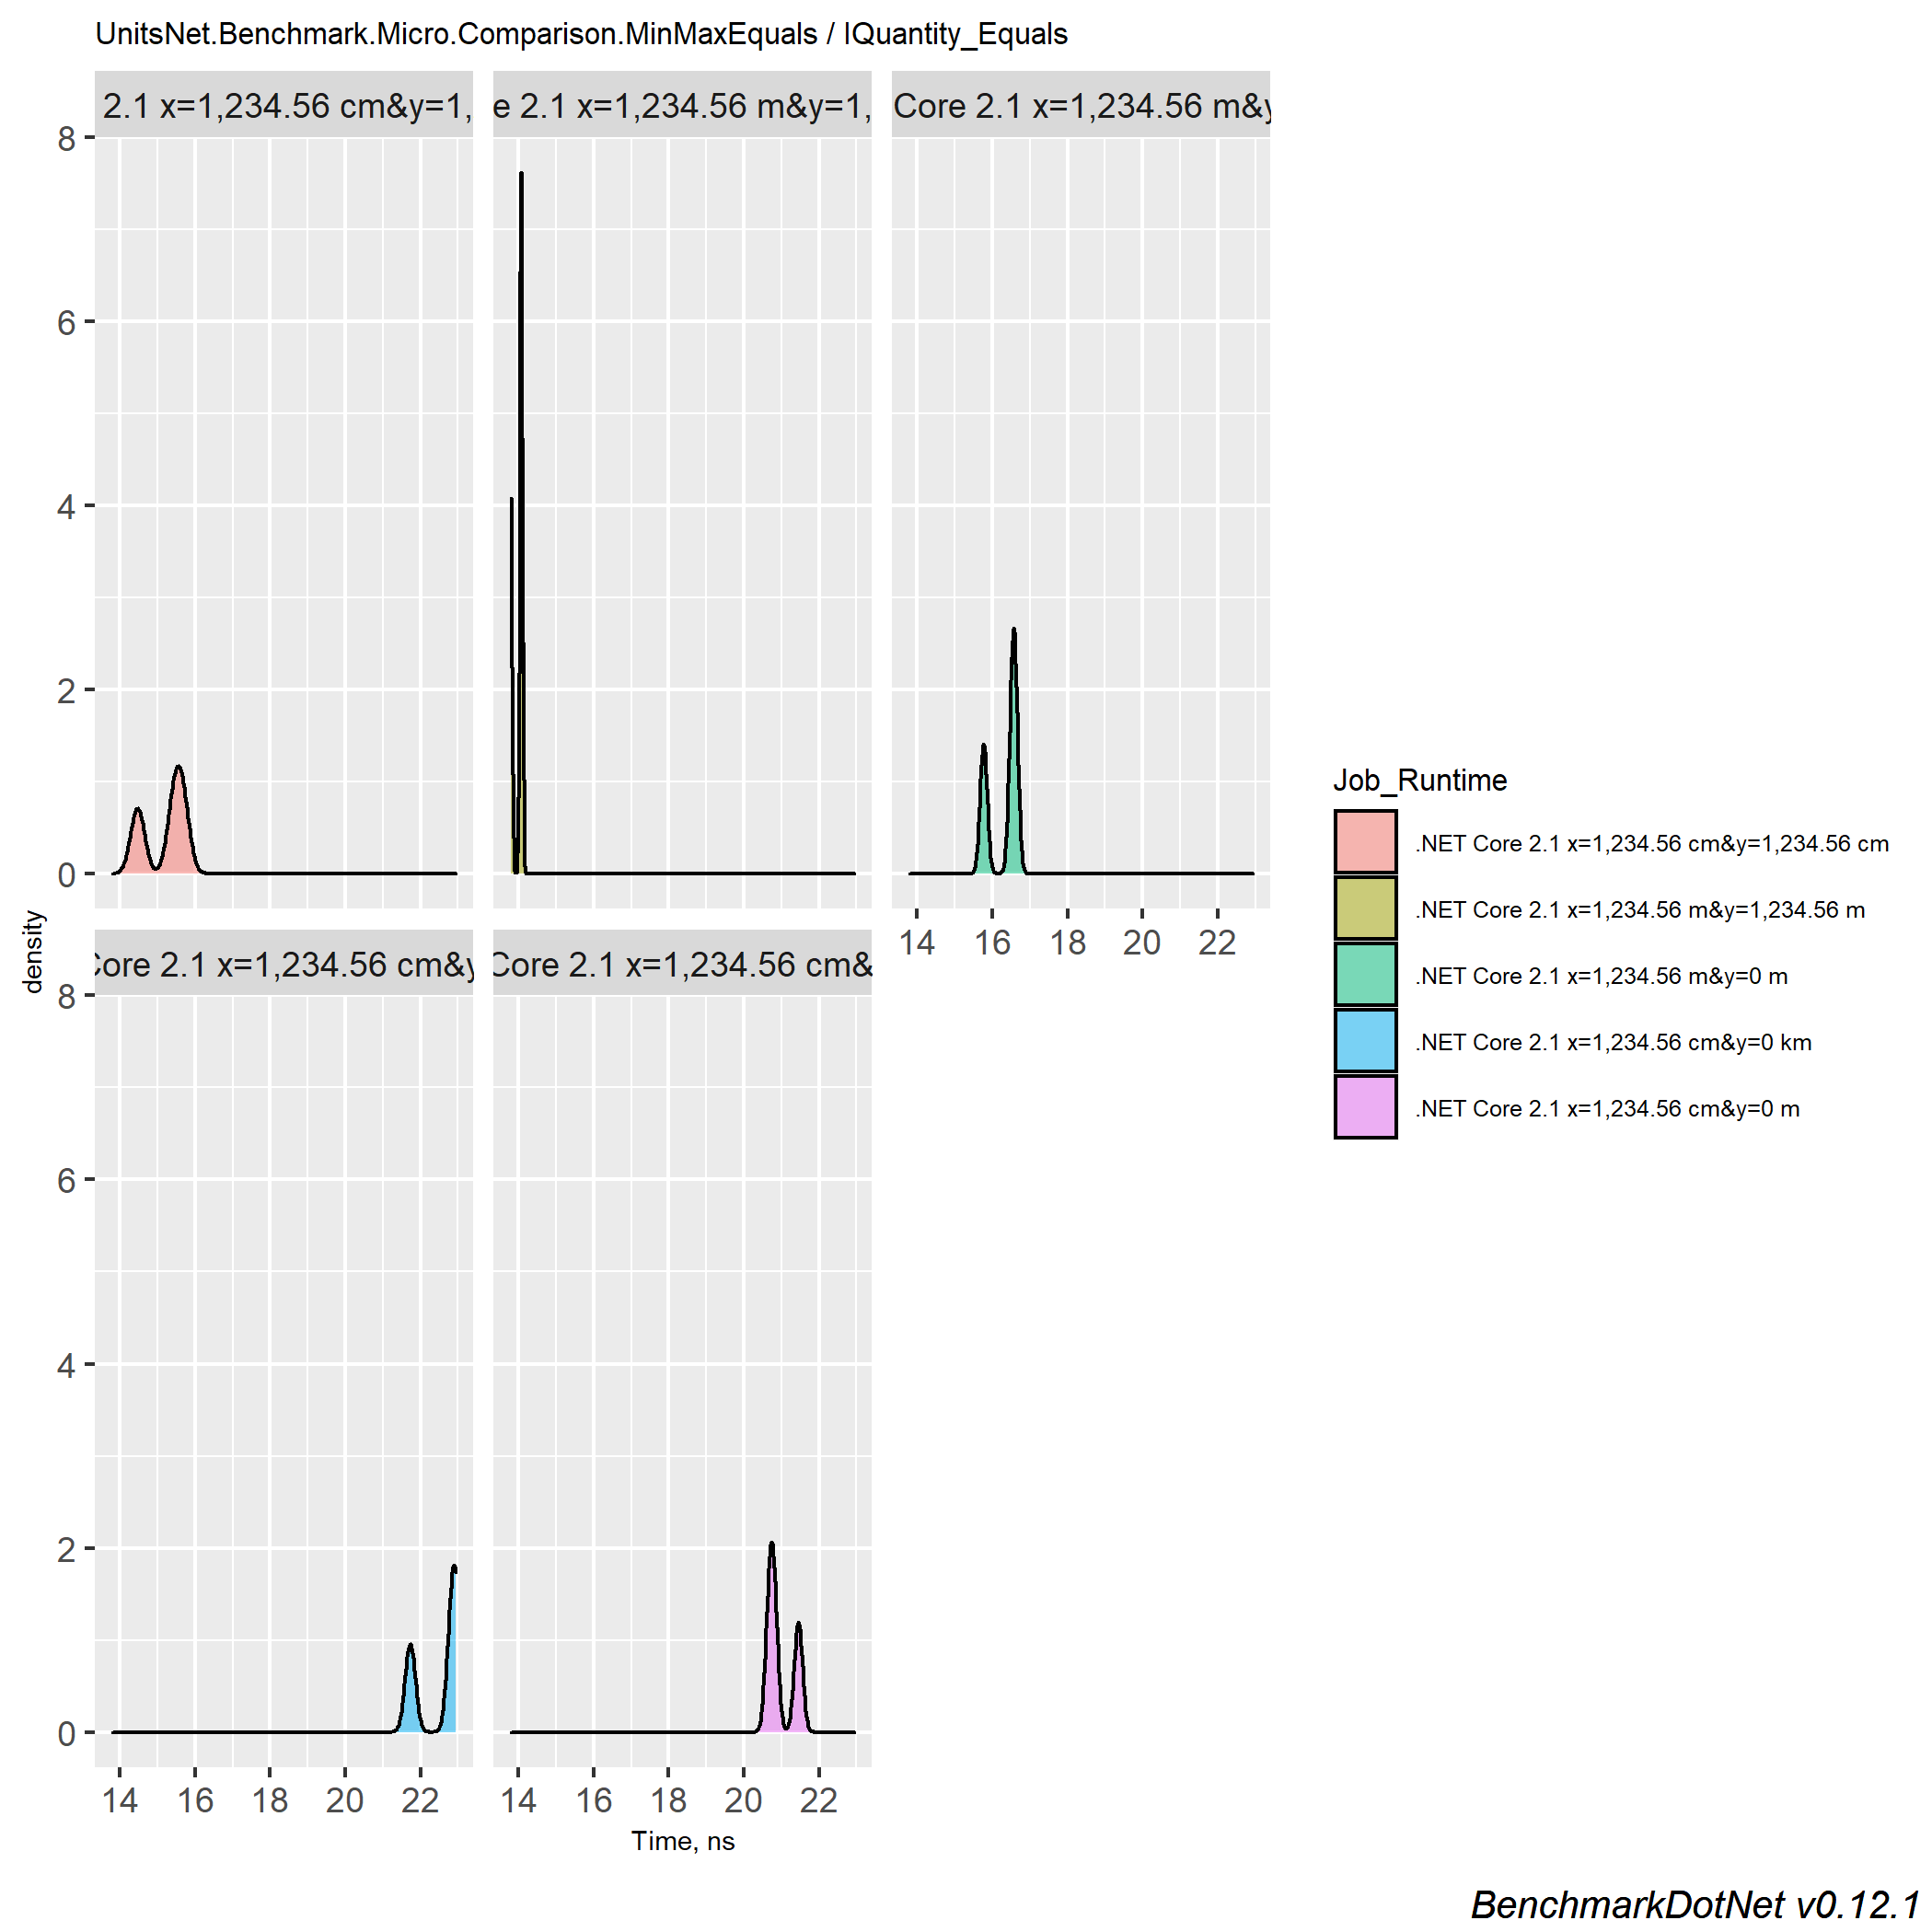 UnitsNet.Benchmark.Micro.Comparison.MinMaxEquals / IQuantity_Equals
2.1 x=1,234.56 cm&y=1,
e 2.1 x=1,234.56 m&y=1,
Core 2.1 x=1,234.56 m&y
8
6
4
2
0
14 16 18 20 22
Core 2.1 x=1,234.56 cm&y
Core 2.1 x=1,234.56 cm&
8
6
4
2
0
14 16 18 20 22
14 16 18 20 22
density
Time, ns
Job_Runtime
.NET Core 2.1 x=1,234.56 cm&y=1,234.56 cm
.NET Core 2.1 x=1,234.56 m&y=1,234.56 m
.NET Core 2.1 x=1,234.56 m&y=0 m
.NET Core 2.1 x=1,234.56 cm&y=0 km
.NET Core 2.1 x=1,234.56 cm&y=0 m
BenchmarkDotNet v0.12.1